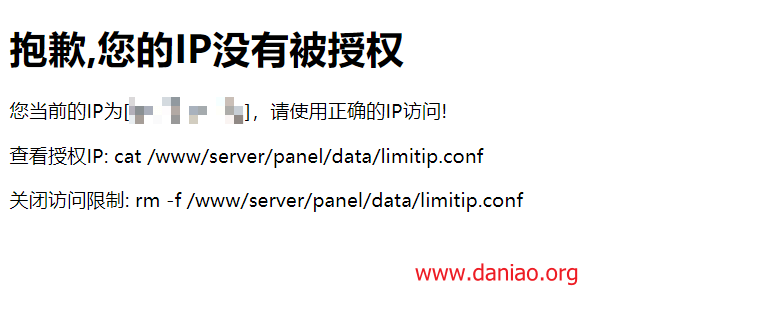 抱歉,您的IP没有被授权
您当前的IP为[]，请使用正确的IP访问!
查看授权IP: cat /www/server/panel/data/limitip.conf
关闭访问限制: rm -f /www/server/panel/data/limitip.conf
www.daniao.org